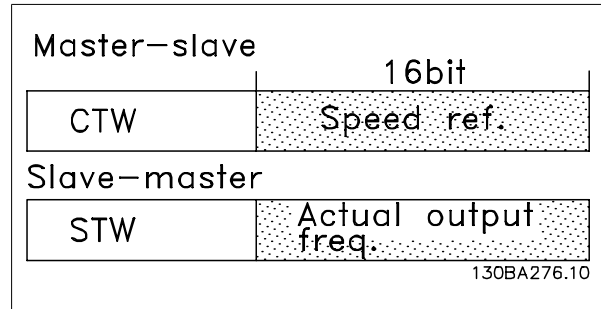 Master-slave
16bit
CTW
Speed ref.
Slave-master
STW
Actual output
freq.
130BA276.10